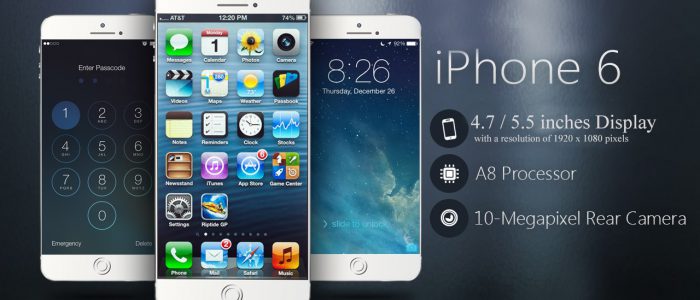 Enter Passcode
1
2
ABC
3
DEF
4
GHI
5
JKL
6
MNO
7
PQRS
8
TUV
9
WXYZ
0
Emergency
Delete
AT&T
12:20 PM
74%
Messages
Monday
1
Calendar
Photos
Camera
Videos
280
Maps
Weather
Passbook
Notes
Reminders
Clock
Stocks
Newsstand
iTunes
App Store
Game Center
Settings
Riptide GP
Phone
2
Mail
Safari
Music
92%
8:26
Thursday, December 26
slide to unlock
iPhone 6
4.7 / 5.5 inches Display
with a resolution of 1920 x 1080 pixels
A8 Processor
10-Megapixel Rear Camera